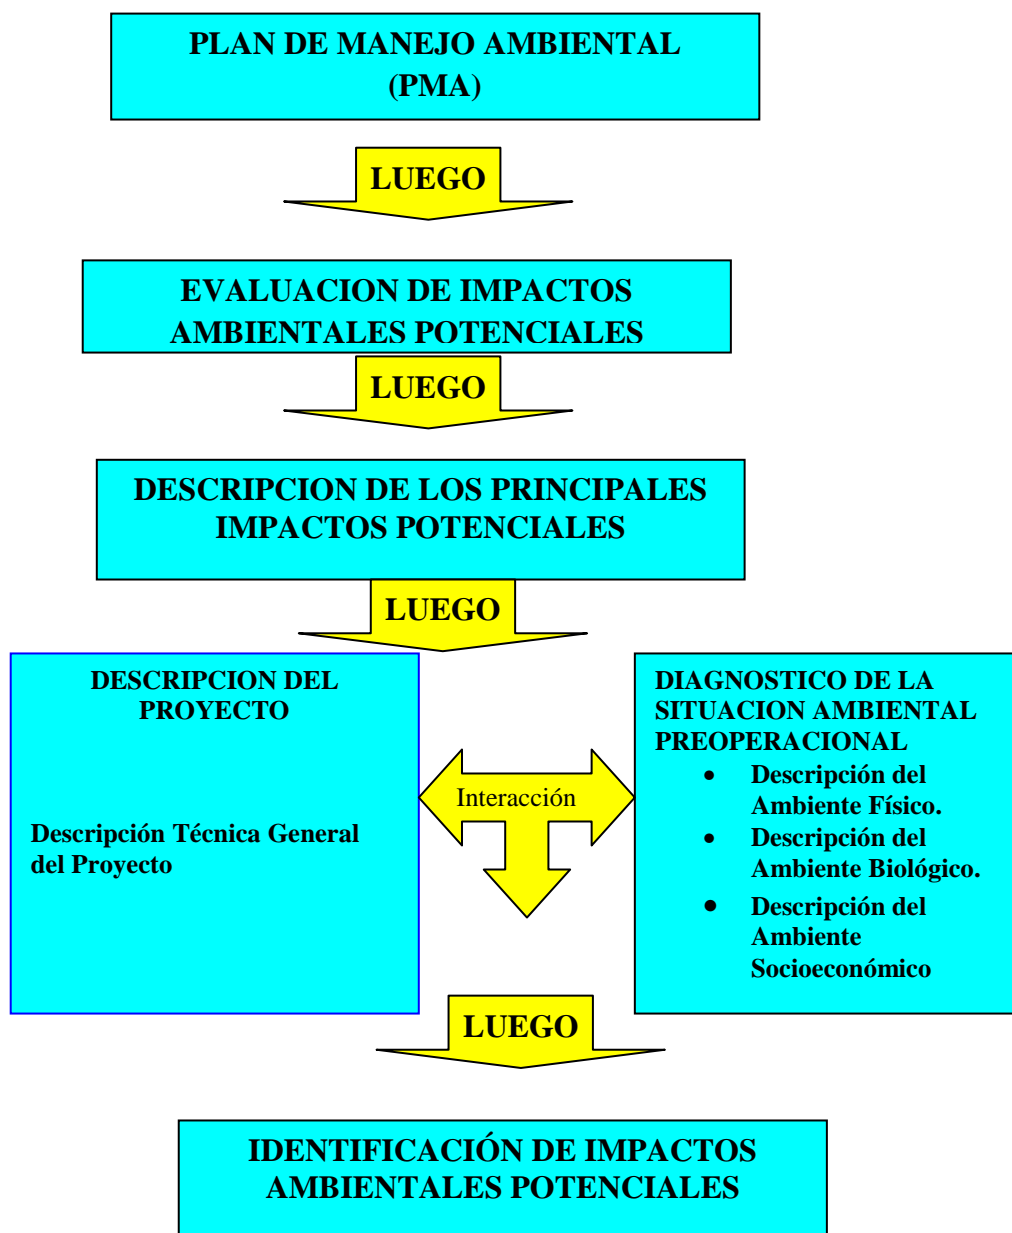 PLAN DE MANEJO AMBIENTAL
(PMA)
LUEGO
EVALUACION DE IMPACTOS
AMBIENTALES POTENCIALES
LUEGO
DESCRIPCION DE LOS PRINCIPALES
IMPACTOS POTENCIALES
LUEGO
DESCRIPCION DEL
PROYECTO
Descripción Técnica General
del Proyecto
Interacción
DIAGNOSTICO DE LA
SITUACION AMBIENTAL
PREOPERACIONAL
• Descripción del
Ambiente Físico.
• Descripción del
Ambiente Biológico.
• Descripción del
Ambiente
Socioeconómico
LUEGO
IDENTIFICACIÓN DE IMPACTOS
AMBIENTALES POTENCIALES